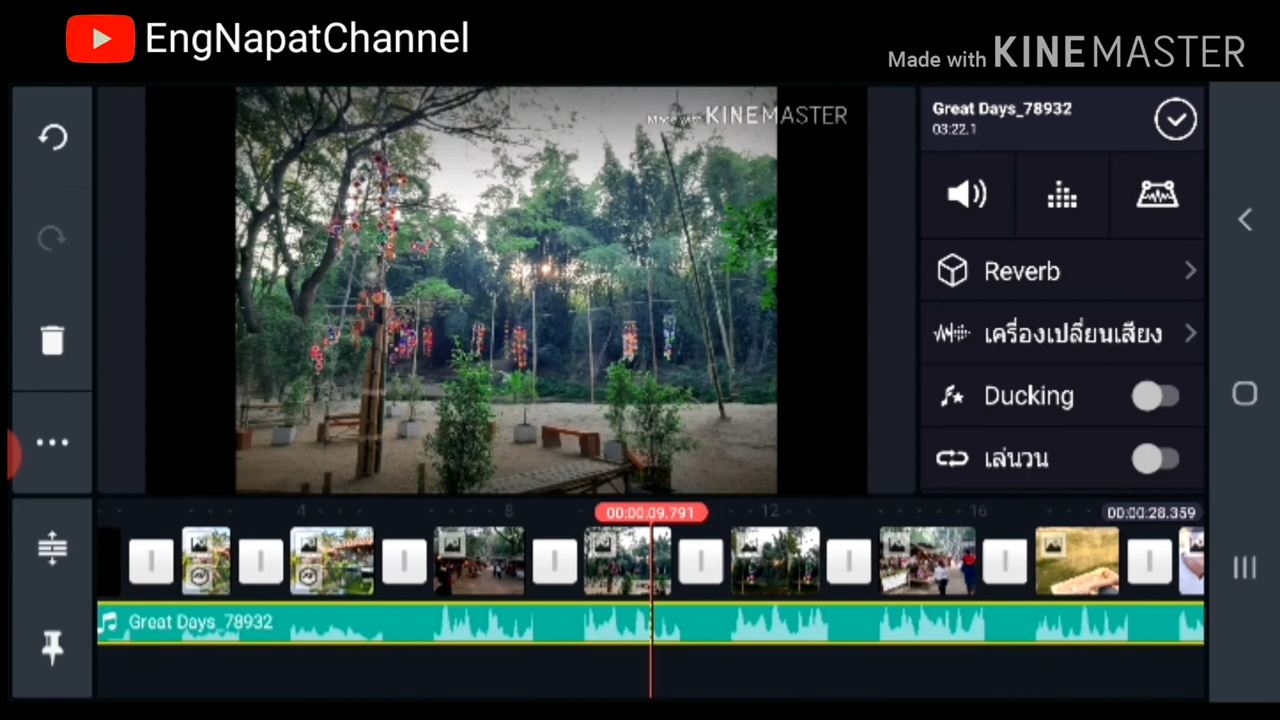 EngNapatChannel
Made with KINEMASTER
Made with KINEMASTER
Great Days_78932
03:22.1
Reverb
เครื่องเปลี่ยนเสียง
Ducking
เล่นวน
4 8 00:00:09.791 12 16 00:00:28.359
Great Days_78932